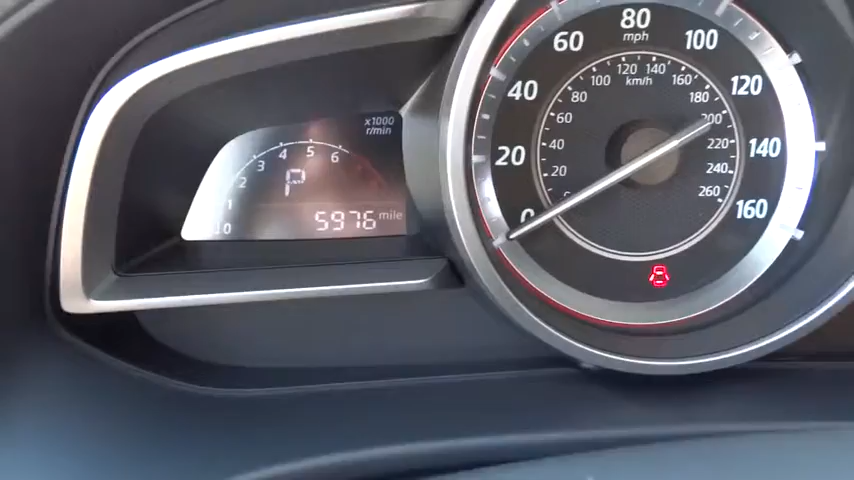 x1000
r/min
0 1 2 3 4 5 6
P
5976 mile
0 20 40 60 80 100 120 140 160
mph
20 40 60 80 100 120 140 160 180 200 220 240 260
km/h